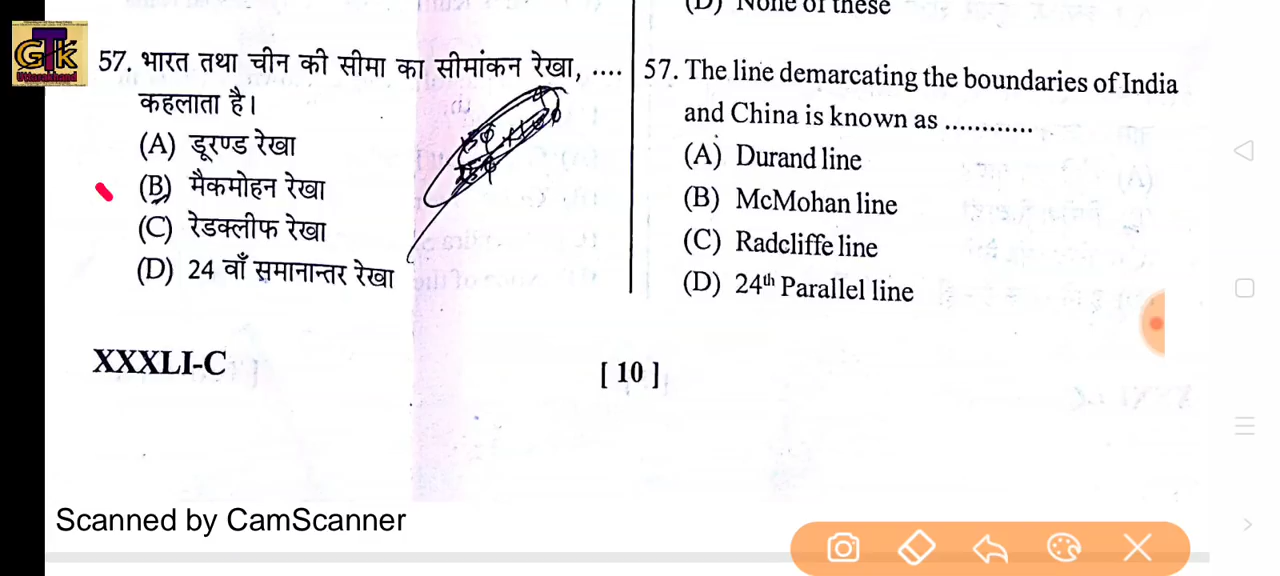 (D) None of these
GTK
Uttarakhand
57. भारत तथा चीन की सीमा का सीमांकन रेखा, ....
कहलाता है।
(A) डूरण्ड रेखा
(B) मैकमोहन रेखा
(C) रेडक्लीफ रेखा
(D) 24 वाँ समानान्तर रेखा
57. The line demarcating the boundaries of India
and China is known as ............
(A) Durand line
(B) McMohan line
(C) Radcliffe line
(D) 24th Parallel line
XXXLI-C
[ 10 ]
Scanned by CamScanner